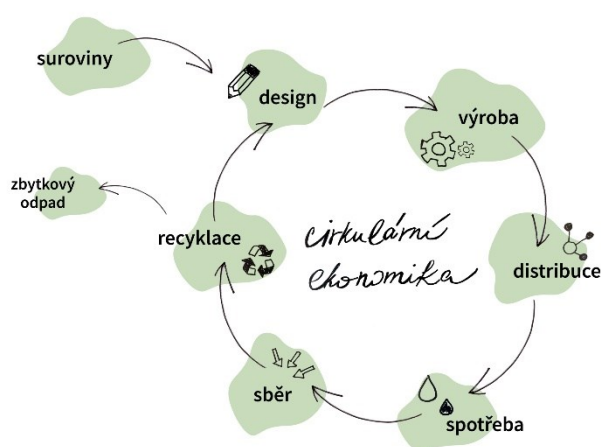 suroviny
design
výroba
zbytkový
odpad
recyklace
cirkulární
ekonomika
distribuce
sběr
spotřeba